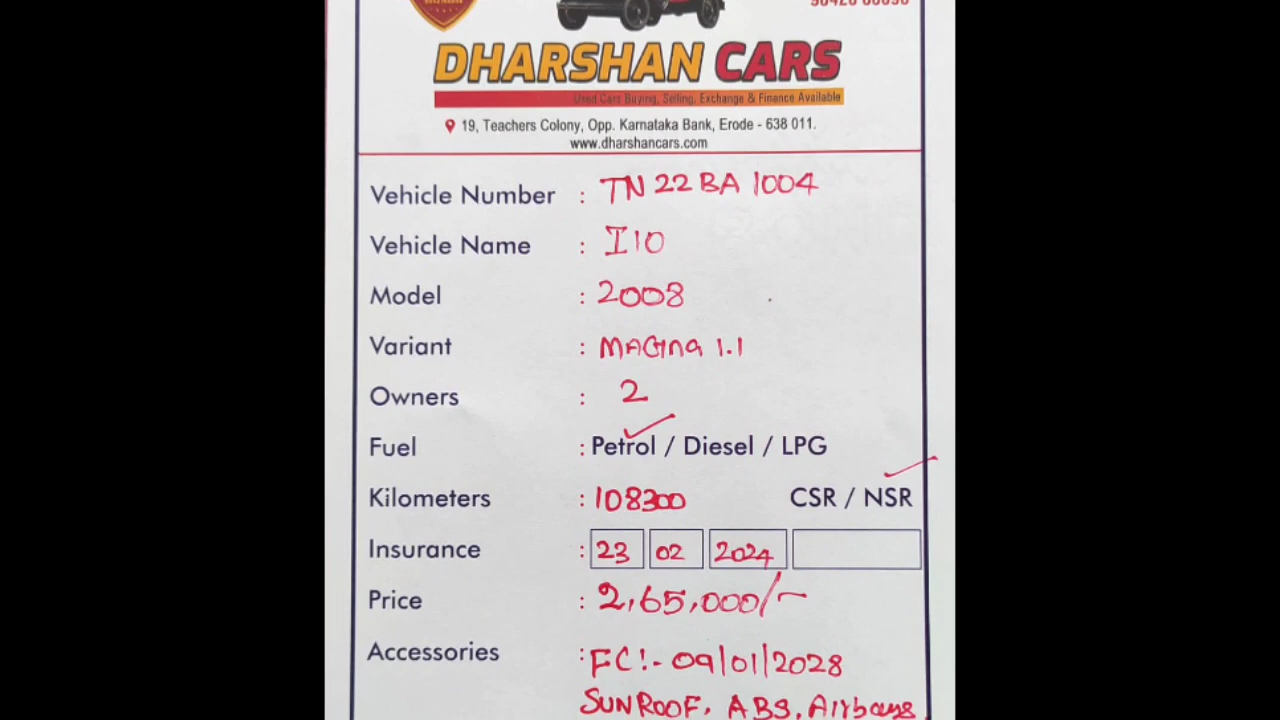 DHARSHAN CARS
Used Cars Buying, Selling, Exchange & Finance Available
19, Teachers Colony, Opp. Karnataka Bank, Erode - 638 011.
www.dharshancars.com
Vehicle Number : TN 22 BA 1004
Vehicle Name : I10
Model : 2008
Variant : MAGna 1.1
Owners : 2
Fuel : Petrol / Diesel / LPG
Kilometers : 108300 CSR / NSR
Insurance : 23 02 2024
Price : 2,65,000/-
Accessories : FC:- 09/01/2028
SUNROOF, ABS, Airbags